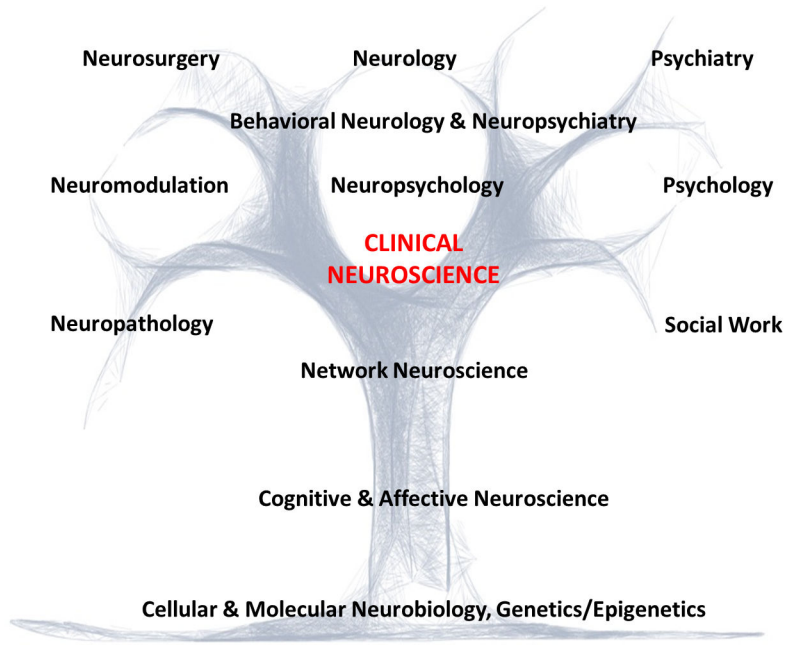 Neurosurgery
Neurology
Psychiatry
Behavioral Neurology & Neuropsychiatry
Neuromodulation
Neuropsychology
Psychology
CLINICAL
NEUROSCIENCE
Neuropathology
Social Work
Network Neuroscience
Cognitive & Affective Neuroscience
Cellular & Molecular Neurobiology, Genetics/Epigenetics